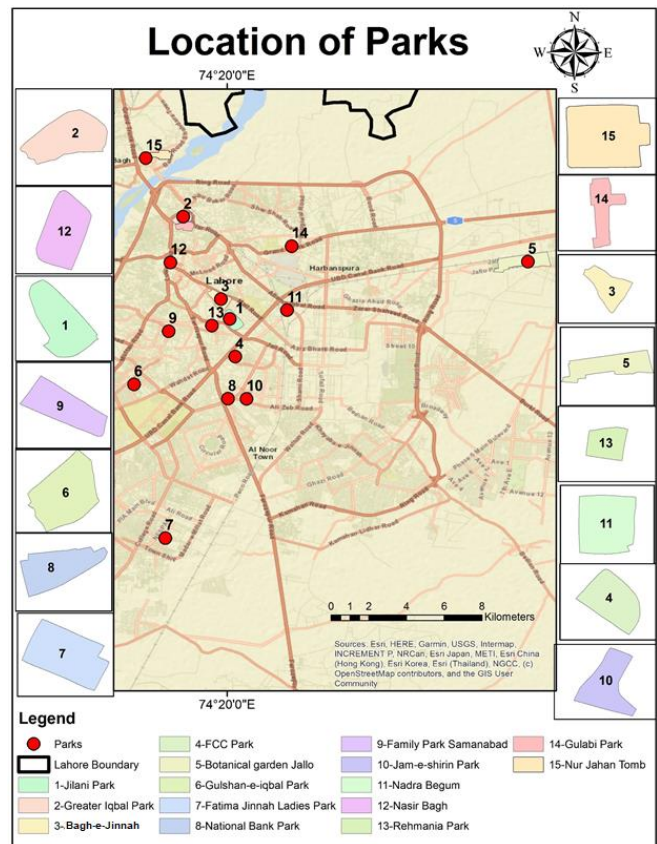 Location of Parks
N
W E
S
74°20'0"E
2
12
1
9
6
8
7
15
14
3
5
13
11
4
10
15
2
14
5
12
Lahore
Harbanspura
3
1
11
13
9
4
6
8
10
Al Noor
Town
7
Ring Road
Ghazi Road
Ring Road
0 1 2 4 6 8
Kilometers
Sources: Esri, HERE, Garmin, USGS, Intermap,
INCREMENT P, NRCan, Esri Japan, METI, Esri China
(Hong Kong), Esri Korea, Esri (Thailand), NGCC, (c)
OpenStreetMap contributors, and the GIS User
Community
74°20'0"E
Legend
Parks
Lahore Boundary
1-Jilani Park
2-Greater Iqbal Park
3-.Bagh-e-Jinnah
4-FCC Park
5-Botanical garden Jallo
6-Gulshan-e-iqbal Park
7-Fatima Jinnah Ladies Park
8-National Bank Park
9-Family Park Samanabad
10-Jam-e-shirin Park
11-Nadra Begum
12-Nasir Bagh
13-Rehmania Park
14-Gulabi Park
15-Nur Jahan Tomb